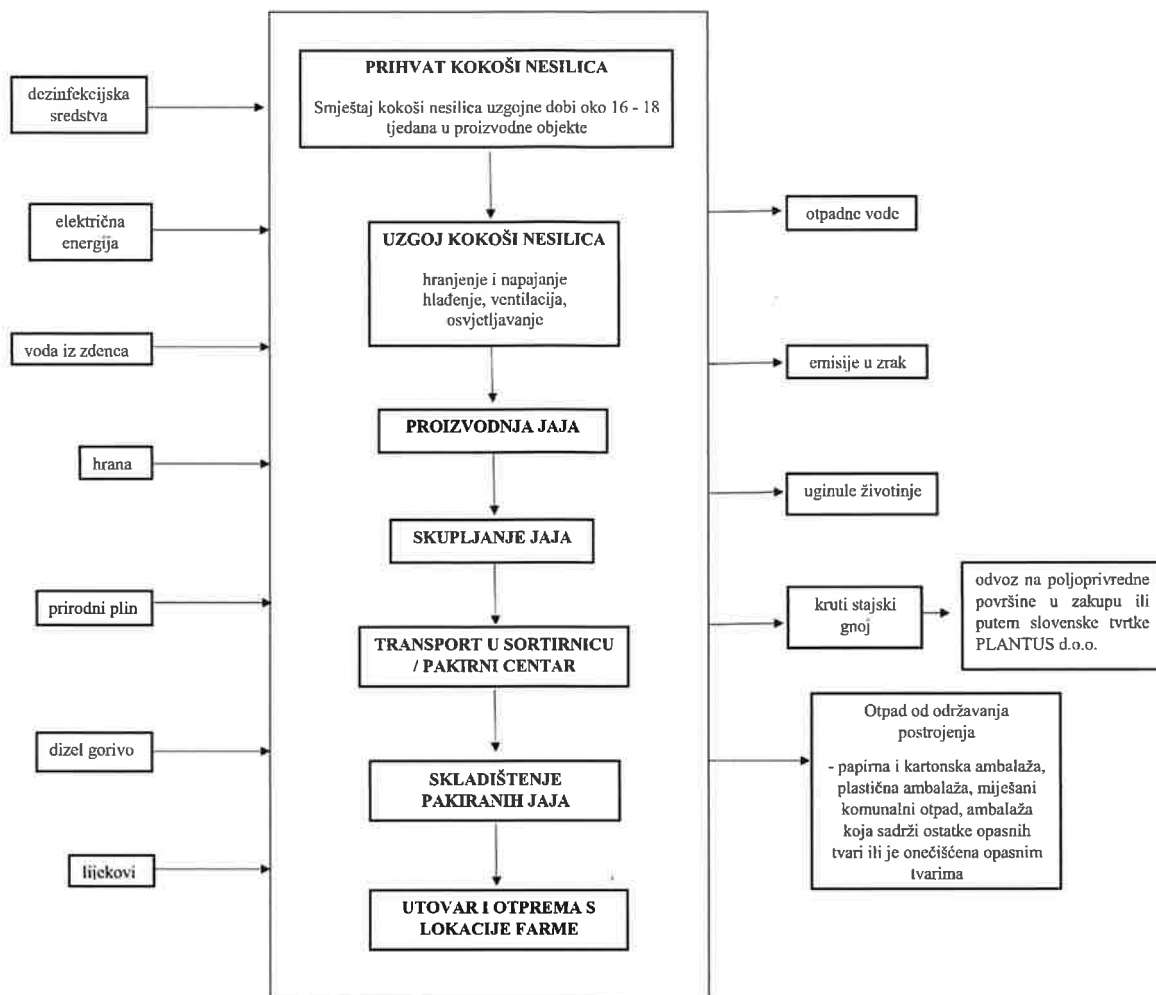 dezinfekcijska
sredstva
električna
energija
voda iz zdenca
hrana
prirodni plin
dizel gorivo
lijekovi
PRIHVAT KOKOŠI NESILICA
Smještaj kokoši nesilica uzgojne dobi oko 16 - 18
tjedana u proizvodne objekte
UZGOJ KOKOŠI NESILICA
hranjenje i napajanje
hlađenje, ventilacija,
osvjetljavanje
PROIZVODNJA JAJA
SKUPLJANJE JAJA
TRANSPORT U SORTIRNICU
/ PAKIRNI CENTAR
SKLADIŠTENJE
PAKIRANIH JAJA
UTOVAR I OTPREMA S
LOKACIJE FARME
otpadne vode
emisije u zrak
uginule životinje
kruti stajski
gnoj
odvoz na poljoprivredne
površine u zakupu ili
putem slovenske tvrtke
PLANTUS d.o.o.
Otpad od održavanja
postrojenja
- papirna i kartonska ambalaža,
plastična ambalaža, miješani
komunalni otpad, ambalaža
koja sadrži ostatke opasnih
tvari ili je onečišćena opasnim
tvarima